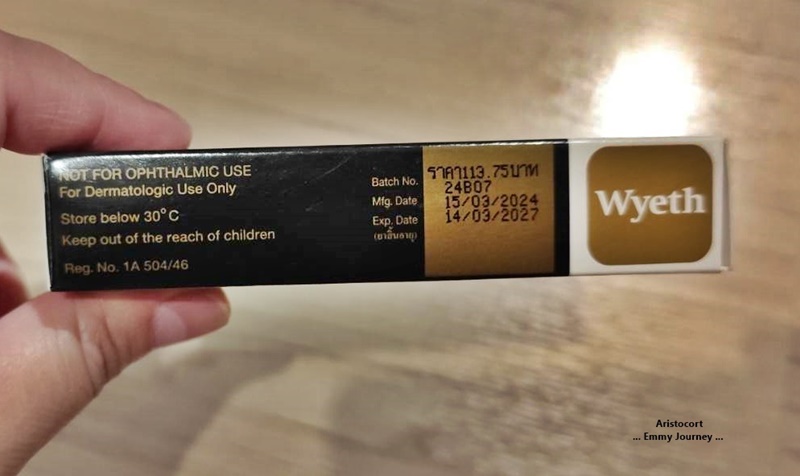 NOT FOR OPHTHALMIC USE
For Dermatologic Use Only
Store below 30°C
Keep out of the reach of children
Reg. No. 1A 504/46
Batch No.
Mfg. Date
Exp. Date
(ยาสิ้นอายุ)
ราคา113.75บาท
24B07
15/03/2024
14/03/2027
Wyeth
Aristocort
... Emmy Journey ...